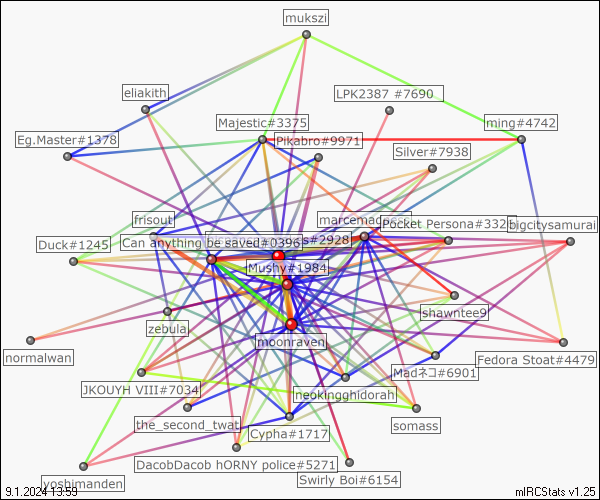 mukszi
eliakith
LPK2387 #7690
Majestic#3375
ming#4742
Eg.Master#1378
Pikabro#9971
Silver#7938
frisout
Pocket Persona#332
bigcitysamurai
Duck#1245
Can anything be saved#0396
s#2928
Mushy#1984
shawntee9
zebula
moonraven
normalwan
Fedora Stoat#4479
JKOUYH VIII#7034
Madネコ#6901
neokingghidorah
the_second_twat
somass
Cypha#1717
DacobDacob hORNY police#5271
yoshimanden
Swirly Boi#6154
9.1.2024 13:59
mIRCStats v1.25